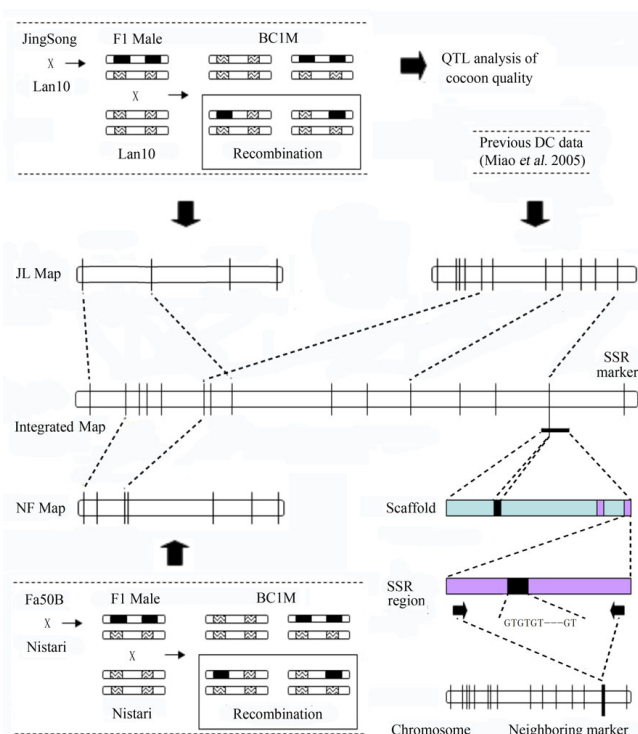 JingSong
F1 Male
BC1M
X
Lan10
X
Lan10
Recombination
QTL analysis of
cocoon quality
Previous DC data
(Miao et al. 2005)
JL Map
SSR
marker
Integrated Map
NF Map
Scaffold
SSR
region
GTGTGT---GT
Fa50B
F1 Male
BC1M
X
Nistari
X
Nistari
Recombination
Chromosome
Neighboring marker